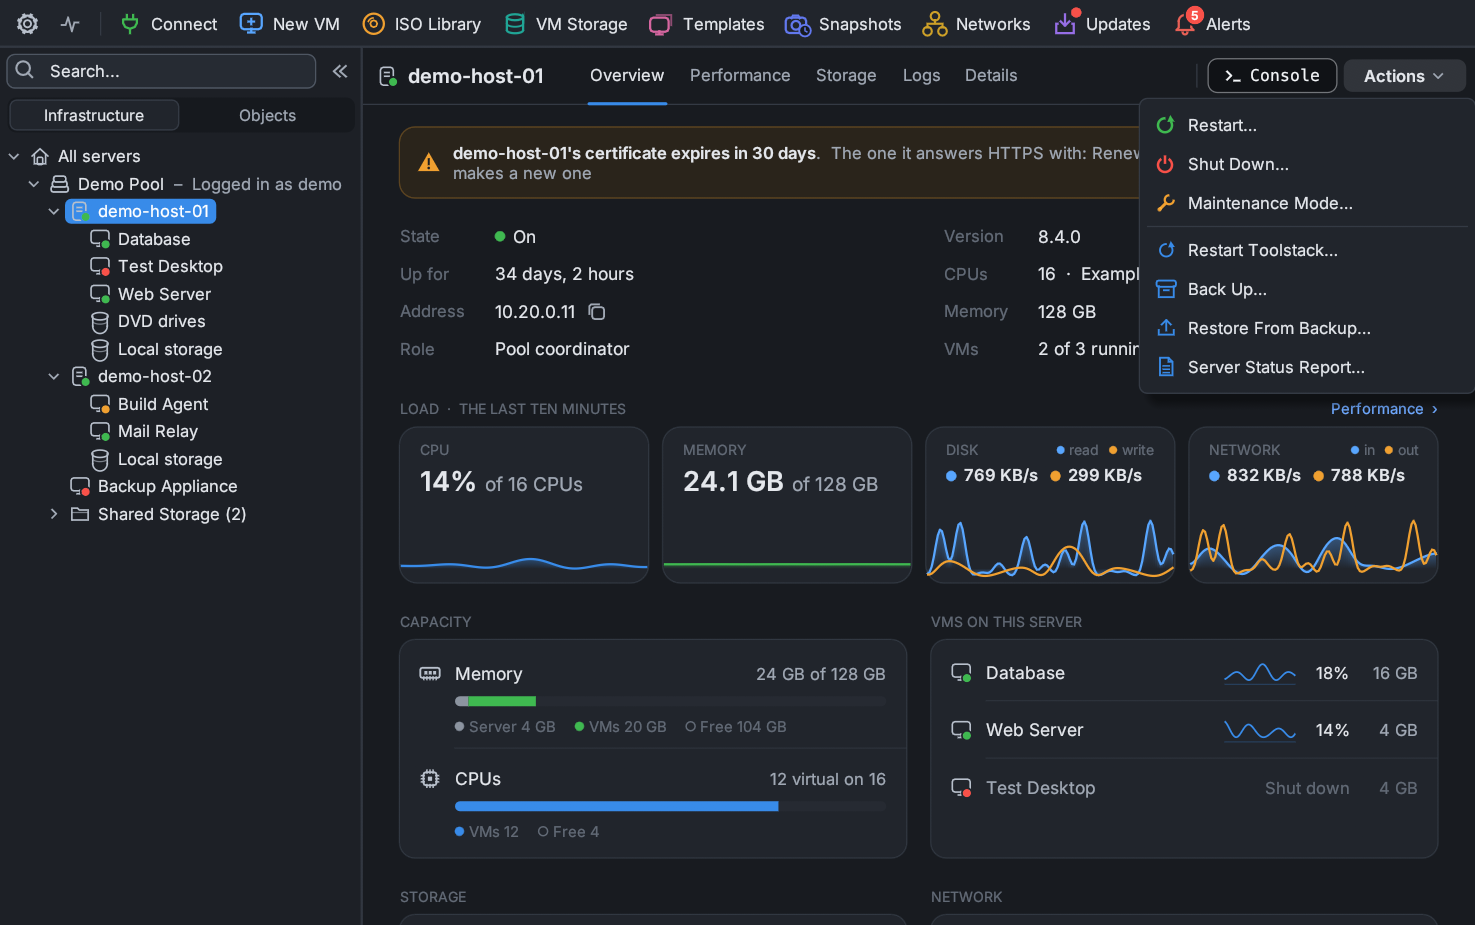 Connect
New VM
ISO Library
VM Storage
Templates
Snapshots
Networks
Updates
5
Alerts
Search...
demo-host-01
Overview
Performance
Storage
Logs
Details
>_ Console
Actions
Infrastructure
Objects
All servers
Demo Pool – Logged in as demo
demo-host-01
Database
Test Desktop
Web Server
DVD drives
Local storage
demo-host-02
Build Agent
Mail Relay
Local storage
Backup Appliance
Shared Storage (2)
Restart...
Shut Down...
Maintenance Mode...
Restart Toolstack...
Back Up...
Restore From Backup...
Server Status Report...
demo-host-01's certificate expires in 30 days. The one it answers HTTPS with: Renew
makes a new one
State On
Up for 34 days, 2 hours
Address 10.20.0.11
Role Pool coordinator
Version 8.4.0
CPUs 16 ·
Memory 128 GB
VMs 2 of 3
LOAD · THE LAST TEN MINUTES
Performance ›
CPU
14% of 16 CPUs
MEMORY
24.1 GB of 128 GB
DISK read write
769 KB/s 299 KB/s
NETWORK in out
832 KB/s 788 KB/s
CAPACITY
Memory 24 GB of 128 GB
Server 4 GB VMs 20 GB Free 104 GB
CPUs 12 virtual on 16
VMs 12 Free 4
VMS ON THIS SERVER
Database 18% 16 GB
Web Server 14% 4 GB
Test Desktop Shut down 4 GB
STORAGE
NETWORK